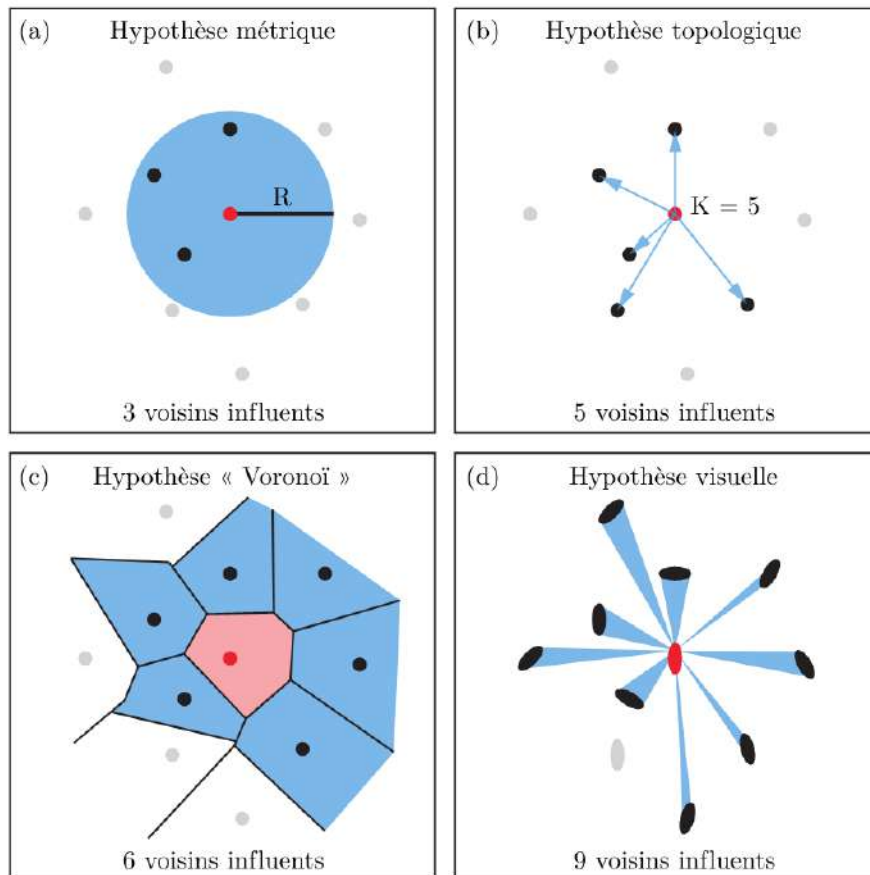 (a) Hypothèse métrique
R
3 voisins influents
(b) Hypothèse topologique
K = 5
5 voisins influents
(c) Hypothèse « Voronoï »
6 voisins influents
(d) Hypothèse visuelle
9 voisins influents